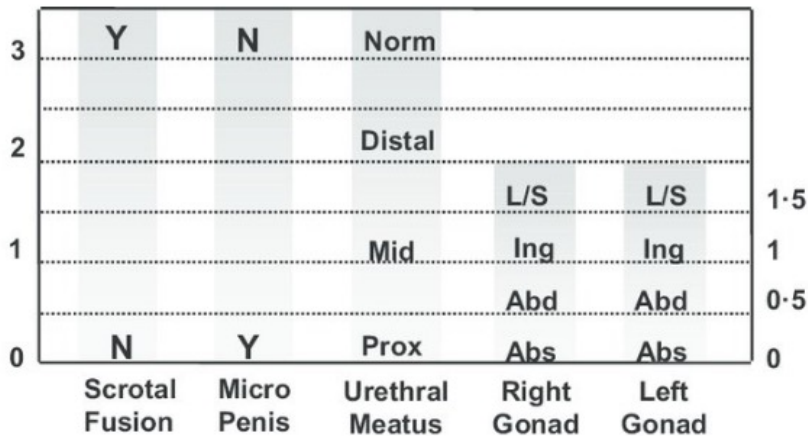 3 Y N Norm
2 Distal
L/S L/S 1·5
1 Mid Ing Ing 1
Abd Abd 0·5
0 N Y Prox Abs Abs 0
Scrotal Micro Urethral Right Left
Fusion Penis Meatus Gonad Gonad